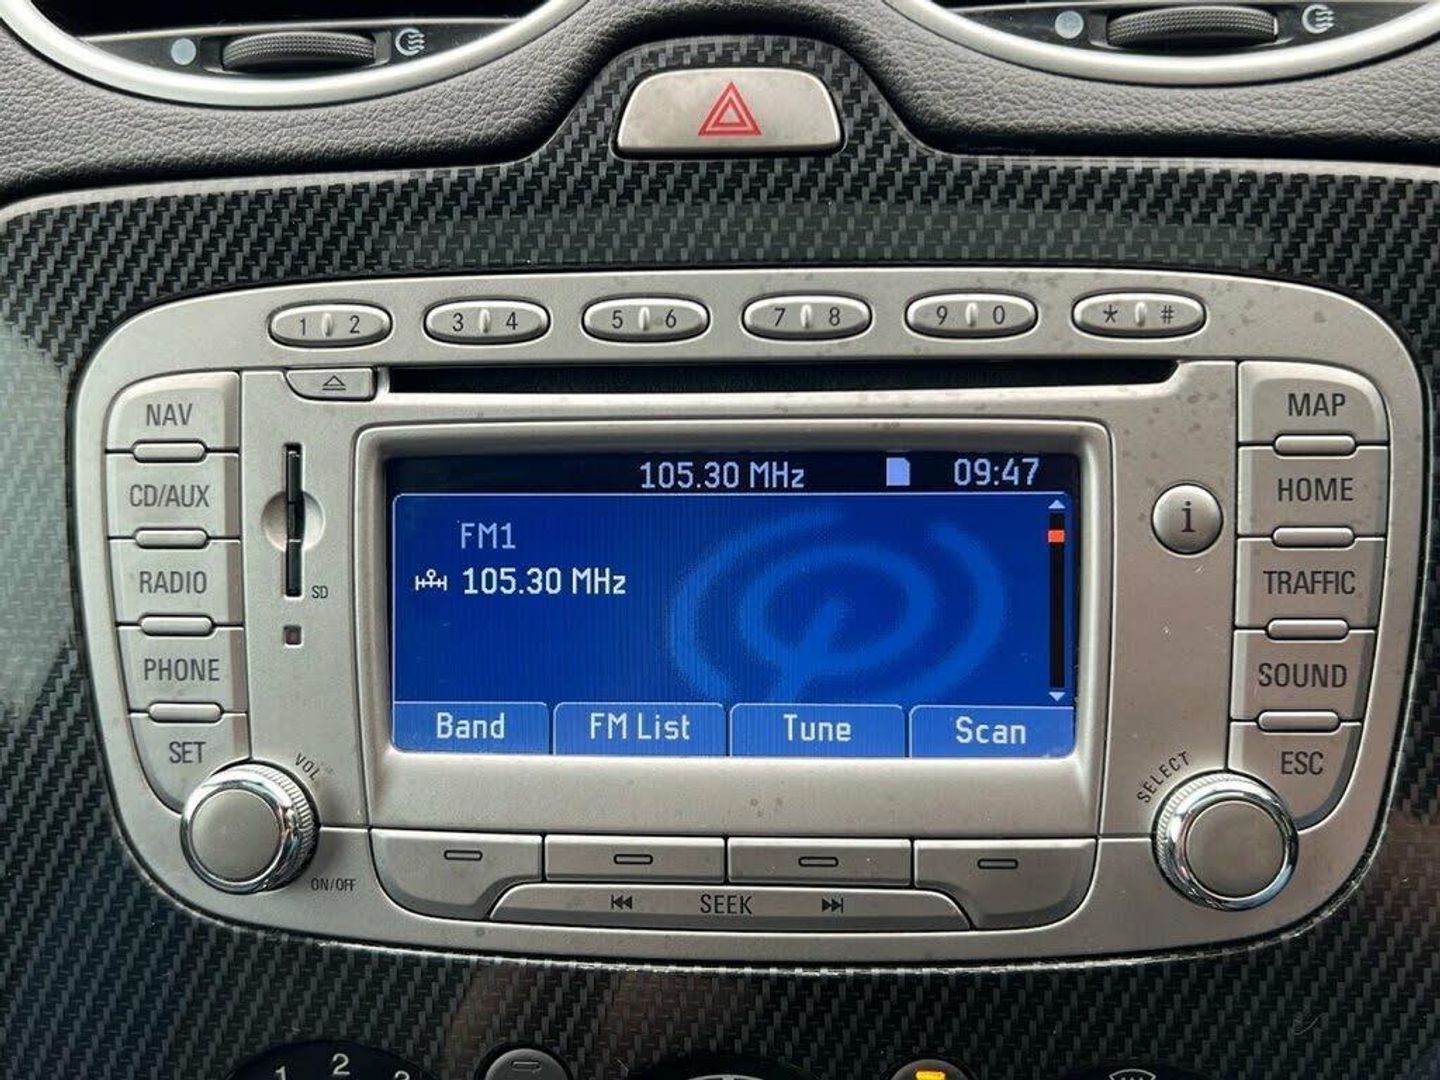 1 2 3 4 5 6 7 8 9 0 * #
NAV
CD/AUX
RADIO
PHONE
SET
SD
VOL
ON/OFF
105.30 MHz 09:47
FM1
105.30 MHz
Band FM List Tune Scan
SEEK
i
MAP
HOME
TRAFFIC
SOUND
ESC
SELECT
1 2